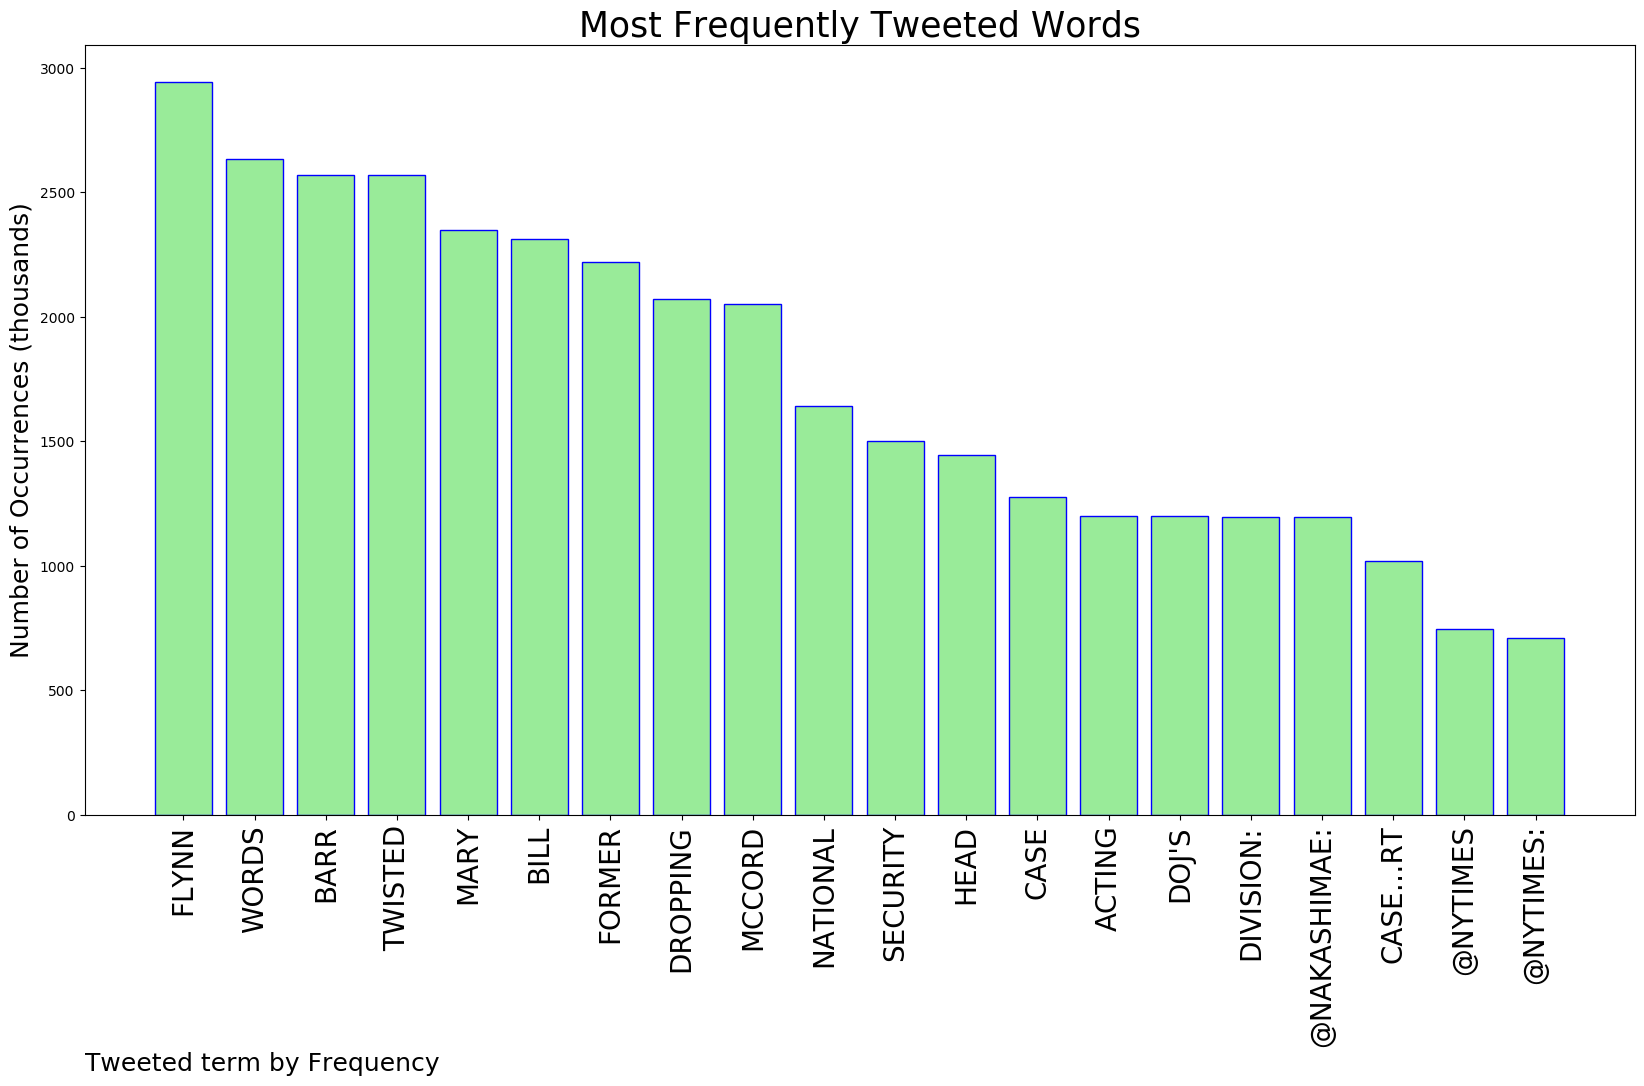 Most Frequently Tweeted Words
Number of Occurrences (thousands)
3000
2500
2000
1500
1000
500
0
FLYNN
WORDS
BARR
TWISTED
MARY
BILL
FORMER
DROPPING
MCCORD
NATIONAL
SECURITY
HEAD
CASE
ACTING
DOJ'S
DIVISION:
@NAKASHIMAE:
CASE....RT
@NYTIMES
@NYTIMES:
Tweeted term by Frequency